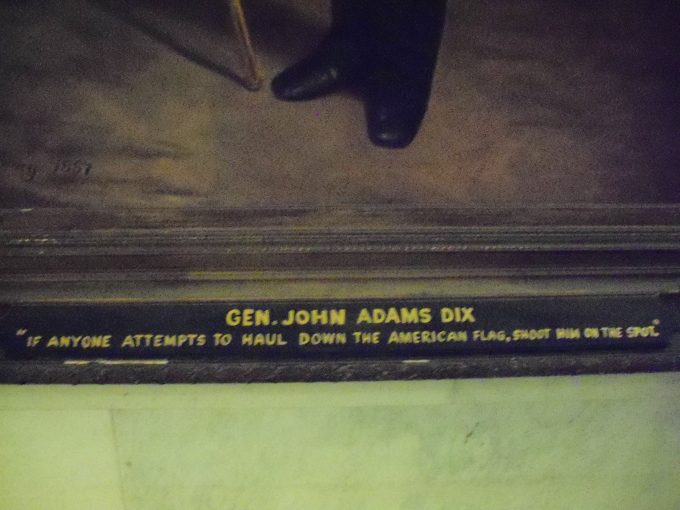 GEN. JOHN ADAMS DIX
"IF ANYONE ATTEMPTS TO HAUL DOWN THE AMERICAN FLAG, SHOOT HIM ON THE SPOT."